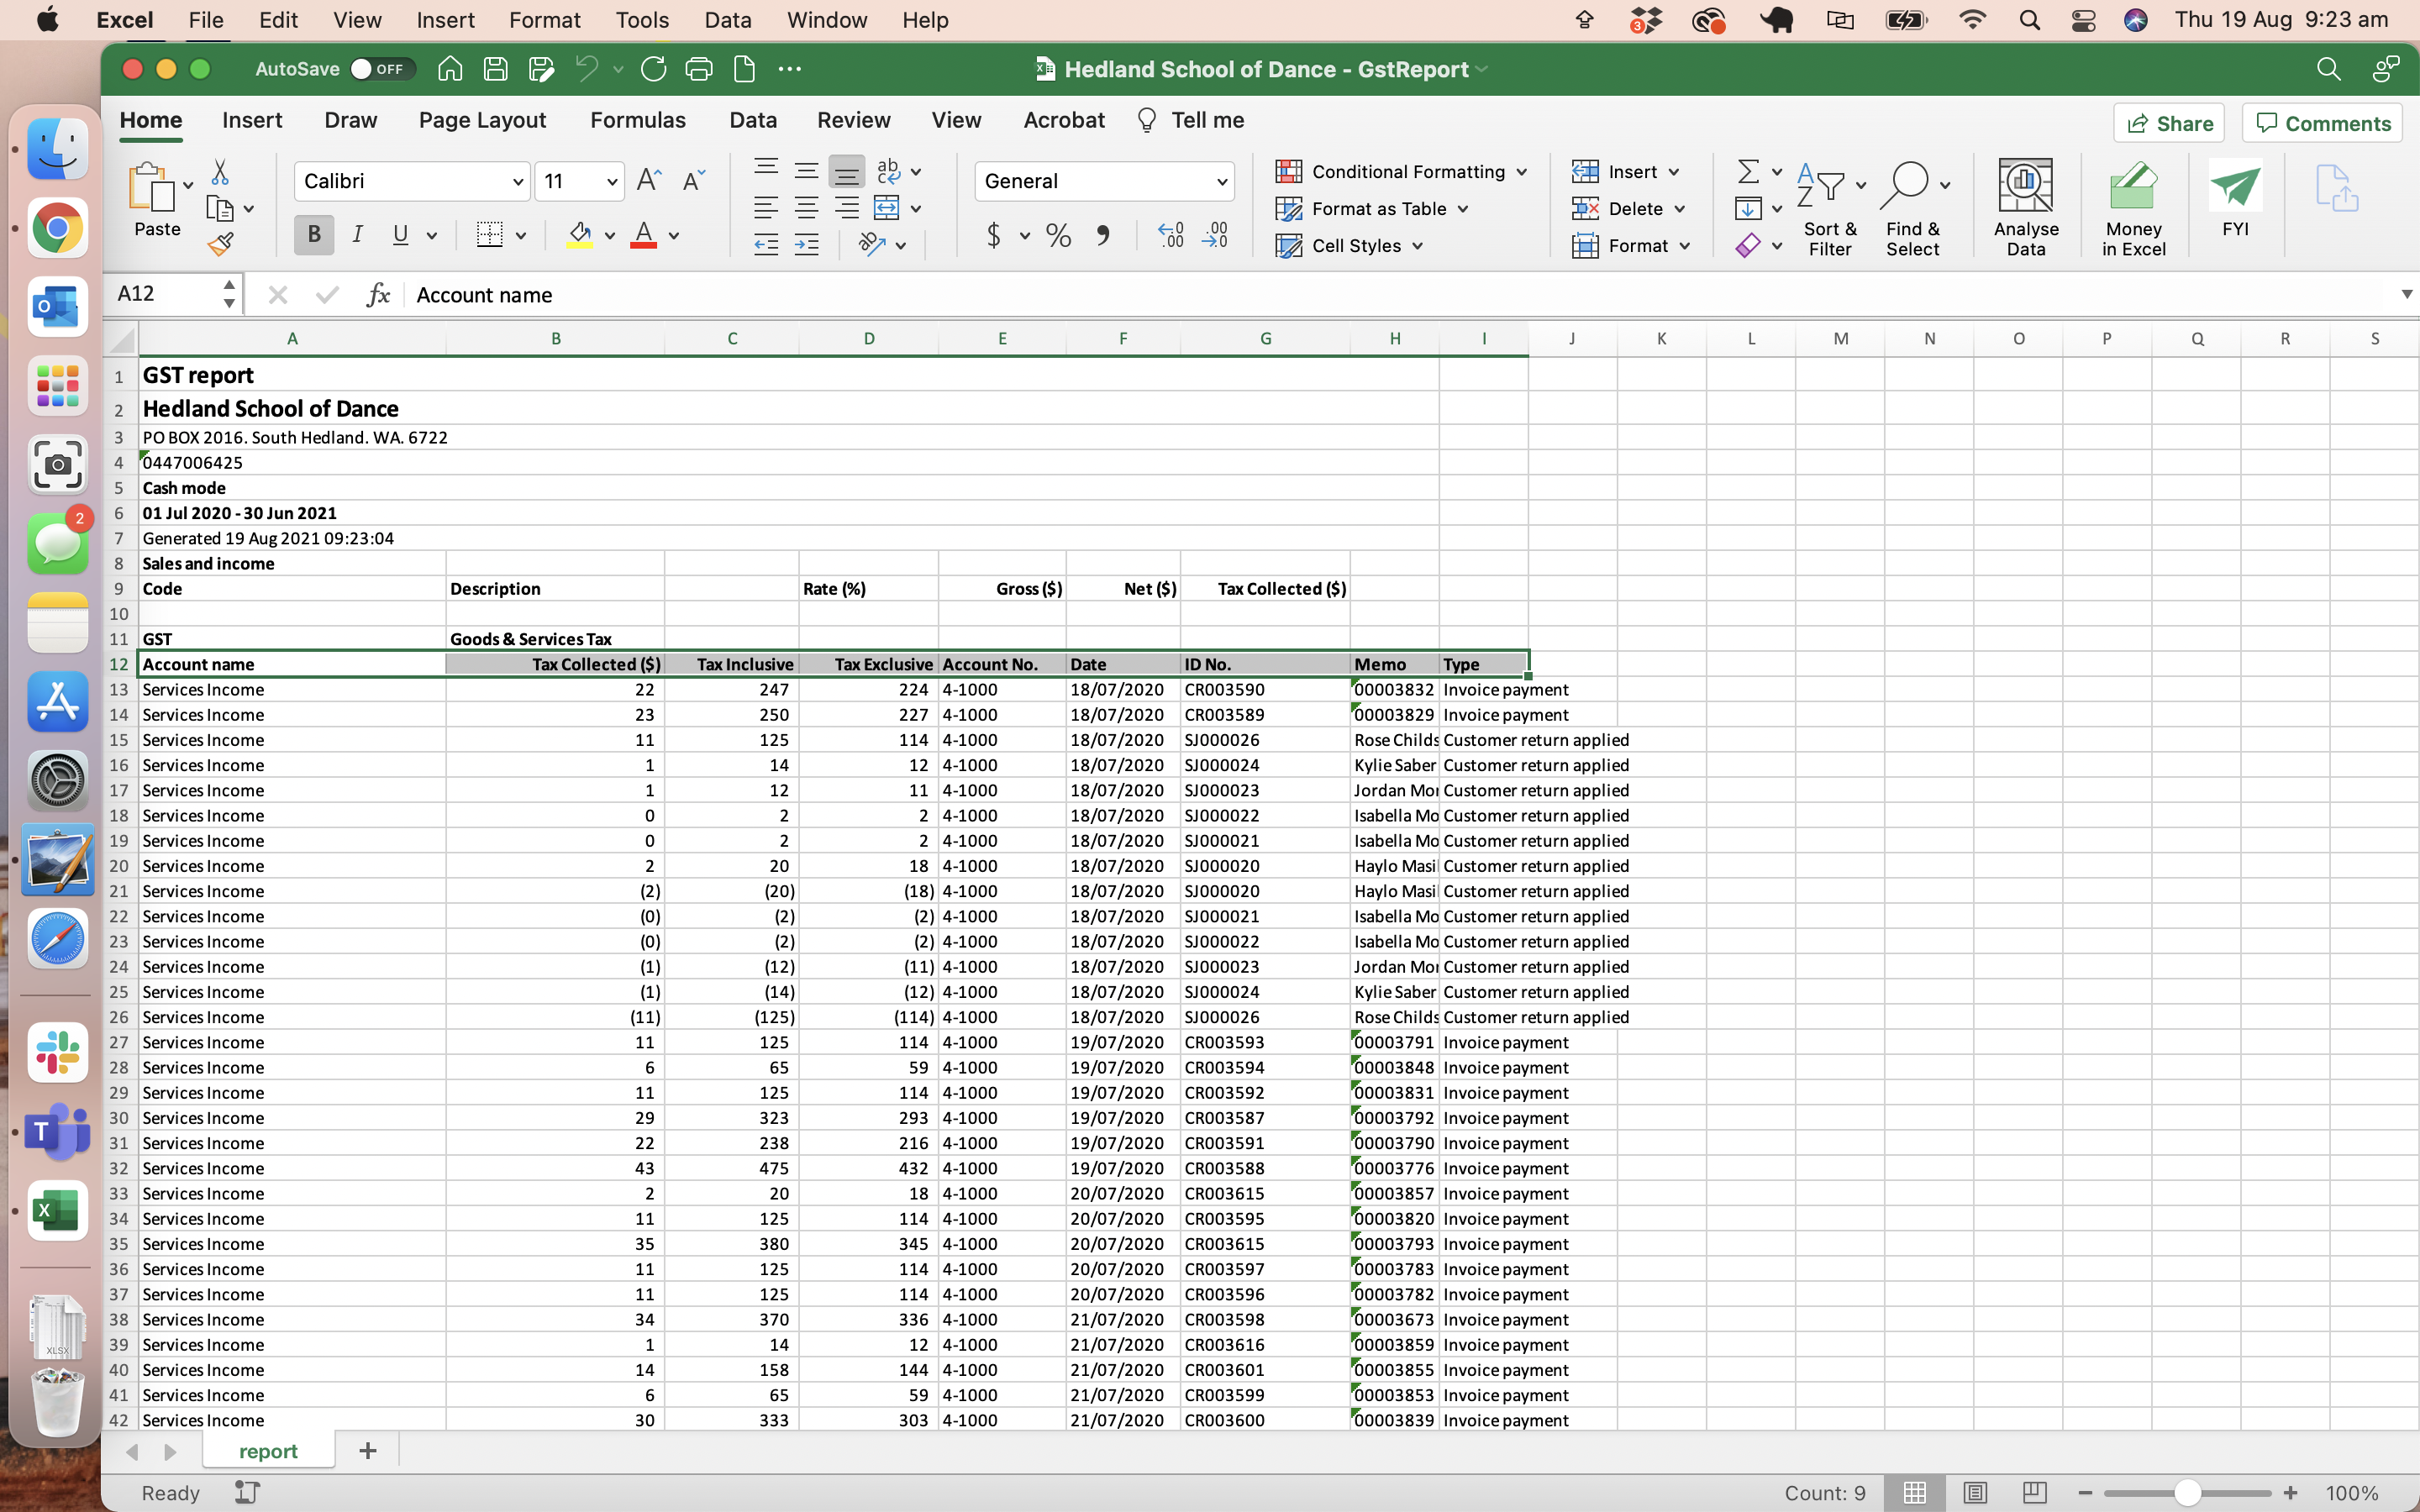 Excel File Edit View Insert Format Tools Data Window Help 3 Thu 19 Aug 9:23 am
AutoSave OFF Hedland School of Dance - GstReport
Home Insert Draw Page Layout Formulas Data Review View Acrobat Tell me Share Comments
Calibri 11 General Conditional Formatting Insert
Format as Table Delete
Paste B I U Cell Styles Format Sort & Filter Find & Select Analyse Data Money in Excel FYI
A12 fx Account name
A B C D E F G H I J K L M N O P Q R S
1 GST report
2 Hedland School of Dance
3 PO BOX 2016. South Hedland. WA. 6722
4 0447006425
5 Cash mode
6 01 Jul 2020 - 30 Jun 2021
7 Generated 19 Aug 2021 09:23:04
8 Sales and income
9 Code Description Rate (%) Gross ($) Net ($) Tax Collected ($)
10
11 GST Goods & Services Tax
12 Account name Tax Collected ($) Tax Inclusive Tax Exclusive Account No. Date ID No. Memo Type
13 Services Income 22 247 224 4-1000 18/07/2020 CR003590 00003832 Invoice payment
14 Services Income 23 250 227 4-1000 18/07/2020 CR003589 00003829 Invoice payment
15 Services Income 11 125 114 4-1000 18/07/2020 SJ000026 Rose Childs Customer return applied
16 Services Income 1 14 12 4-1000 18/07/2020 SJ000024 Kylie Saber Customer return applied
17 Services Income 1 12 11 4-1000 18/07/2020 SJ000023 Jordan Mor Customer return applied
18 Services Income 0 2 2 4-1000 18/07/2020 SJ000022 Isabella Mo Customer return applied
19 Services Income 0 2 2 4-1000 18/07/2020 SJ000021 Isabella Mo Customer return applied
20 Services Income 2 20 18 4-1000 18/07/2020 SJ000020 Haylo Masi Customer return applied
21 Services Income (2) (20) (18) 4-1000 18/07/2020 SJ000020 Haylo Masi Customer return applied
22 Services Income (0) (2) (2) 4-1000 18/07/2020 SJ000021 Isabella Mo Customer return applied
23 Services Income (0) (2) (2) 4-1000 18/07/2020 SJ000022 Isabella Mo Customer return applied
24 Services Income (1) (12) (11) 4-1000 18/07/2020 SJ000023 Jordan Mor Customer return applied
25 Services Income (1) (14) (12) 4-1000 18/07/2020 SJ000024 Kylie Saber Customer return applied
26 Services Income (11) (125) (114) 4-1000 18/07/2020 SJ000026 Rose Childs Customer return applied
27 Services Income 11 125 114 4-1000 19/07/2020 CR003593 00003791 Invoice payment
28 Services Income 6 65 59 4-1000 19/07/2020 CR003594 00003848 Invoice payment
29 Services Income 11 125 114 4-1000 19/07/2020 CR003592 00003831 Invoice payment
30 Services Income 29 323 293 4-1000 19/07/2020 CR003587 00003792 Invoice payment
31 Services Income 22 238 216 4-1000 19/07/2020 CR003591 00003790 Invoice payment
32 Services Income 43 475 432 4-1000 19/07/2020 CR003588 00003776 Invoice payment
33 Services Income 2 20 18 4-1000 20/07/2020 CR003615 00003857 Invoice payment
34 Services Income 11 125 114 4-1000 20/07/2020 CR003595 00003820 Invoice payment
35 Services Income 35 380 345 4-1000 20/07/2020 CR003615 00003793 Invoice payment
36 Services Income 11 125 114 4-1000 20/07/2020 CR003597 00003783 Invoice payment
37 Services Income 11 125 114 4-1000 20/07/2020 CR003596 00003782 Invoice payment
38 Services Income 34 370 336 4-1000 21/07/2020 CR003598 00003673 Invoice payment
39 Services Income 1 14 12 4-1000 21/07/2020 CR003616 00003859 Invoice payment
40 Services Income 14 158 144 4-1000 21/07/2020 CR003601 00003855 Invoice payment
41 Services Income 6 65 59 4-1000 21/07/2020 CR003599 00003853 Invoice payment
42 Services Income 30 333 303 4-1000 21/07/2020 CR003600 00003839 Invoice payment
report
Ready Count: 9 100%
2
XLSX